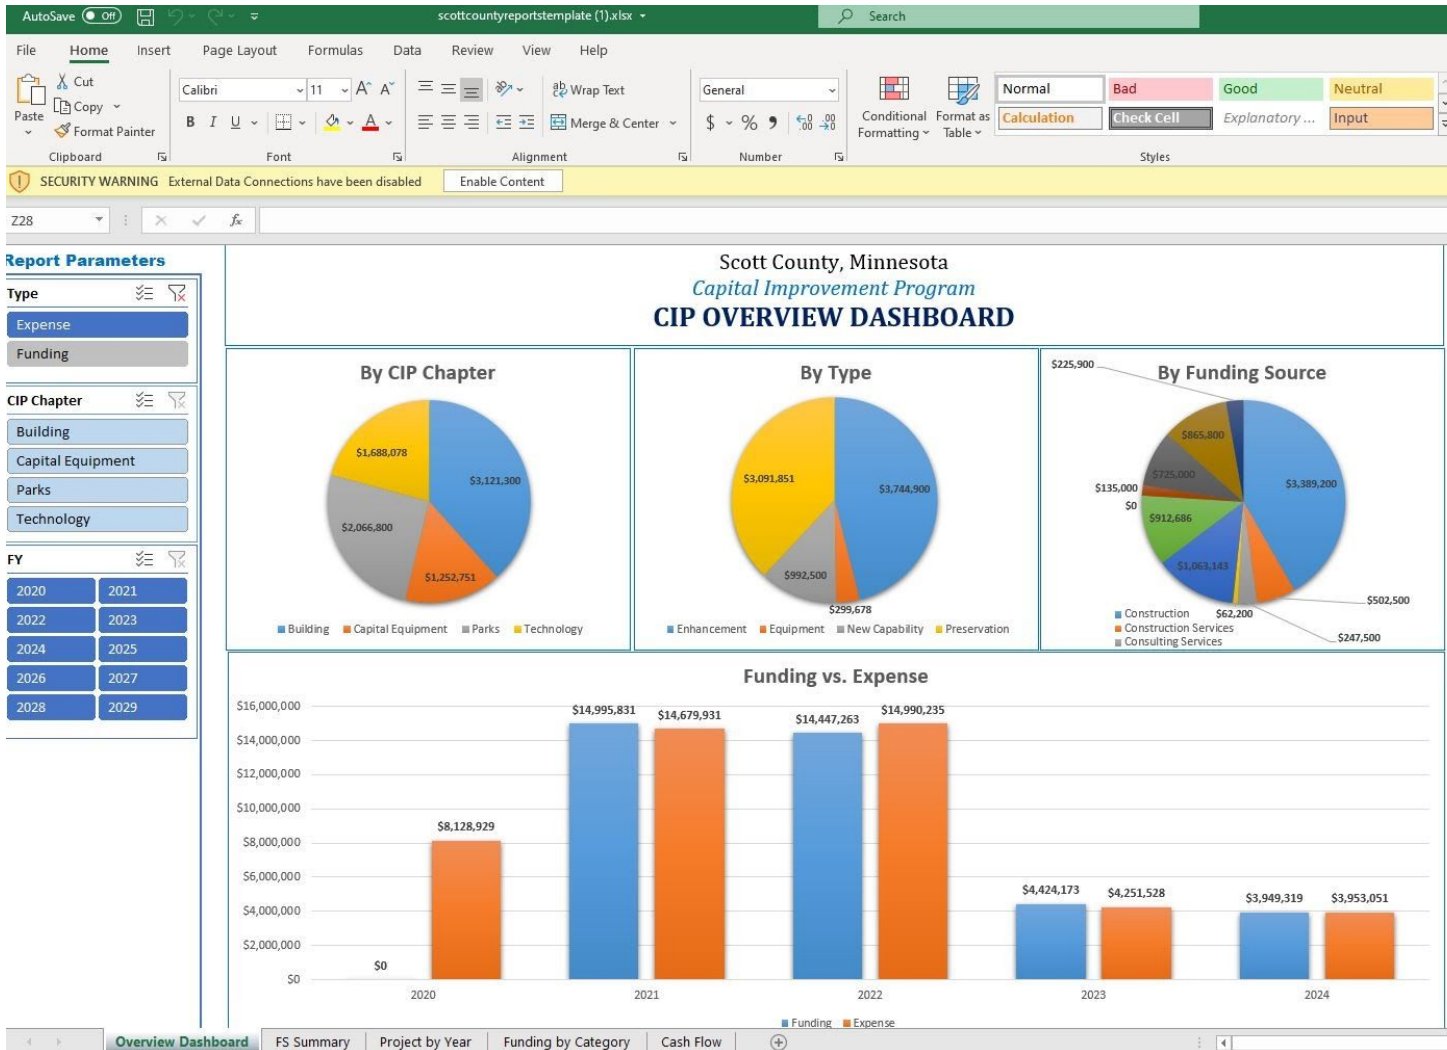 AutoSave Off scottcountyreportstemplate (1).xlsx Search
File Home Insert Page Layout Formulas Data Review View Help
Paste
Cut
Copy
Format Painter
Clipboard
Calibri 11 A A
B I U A
Font
ab Wrap Text
Merge & Center
Alignment
General
$ % 9 .00 .00
Number
Conditional Formatting
Format as Table
Normal Bad Good Neutral
Calculation Check Cell Explanatory ... Input
Styles
SECURITY WARNING External Data Connections have been disabled Enable Content
Z28 fx
Report Parameters
Type
Expense
Funding
CIP Chapter
Building
Capital Equipment
Parks
Technology
FY
2020 2021
2022 2023
2024 2025
2026 2027
2028 2029
Scott County, Minnesota
Capital Improvement Program
CIP OVERVIEW DASHBOARD
By CIP Chapter
$1,688,078
$3,121,300
$2,066,800
$1,252,751
Building Capital Equipment Parks Technology
By Type
$3,091,851
$3,744,900
$992,500
$299,678
Enhancement Equipment New Capability Preservation
By Funding Source
$225,900
$865,800
$725,000
$3,389,200
$135,000
$0
$912,686
$1,063,143
$62,200
$502,500
$247,500
Construction
Construction Services
Consulting Services
Funding vs. Expense
$16,000,000
$14,000,000
$12,000,000
$10,000,000
$8,000,000
$6,000,000
$4,000,000
$2,000,000
$0
$0 $8,128,929
$14,995,831 $14,679,931
$14,447,263 $14,990,235
$4,424,173 $4,251,528
$3,949,319 $3,953,051
2020 2021 2022 2023 2024
Funding Expense
Overview Dashboard FS Summary Project by Year Funding by Category Cash Flow